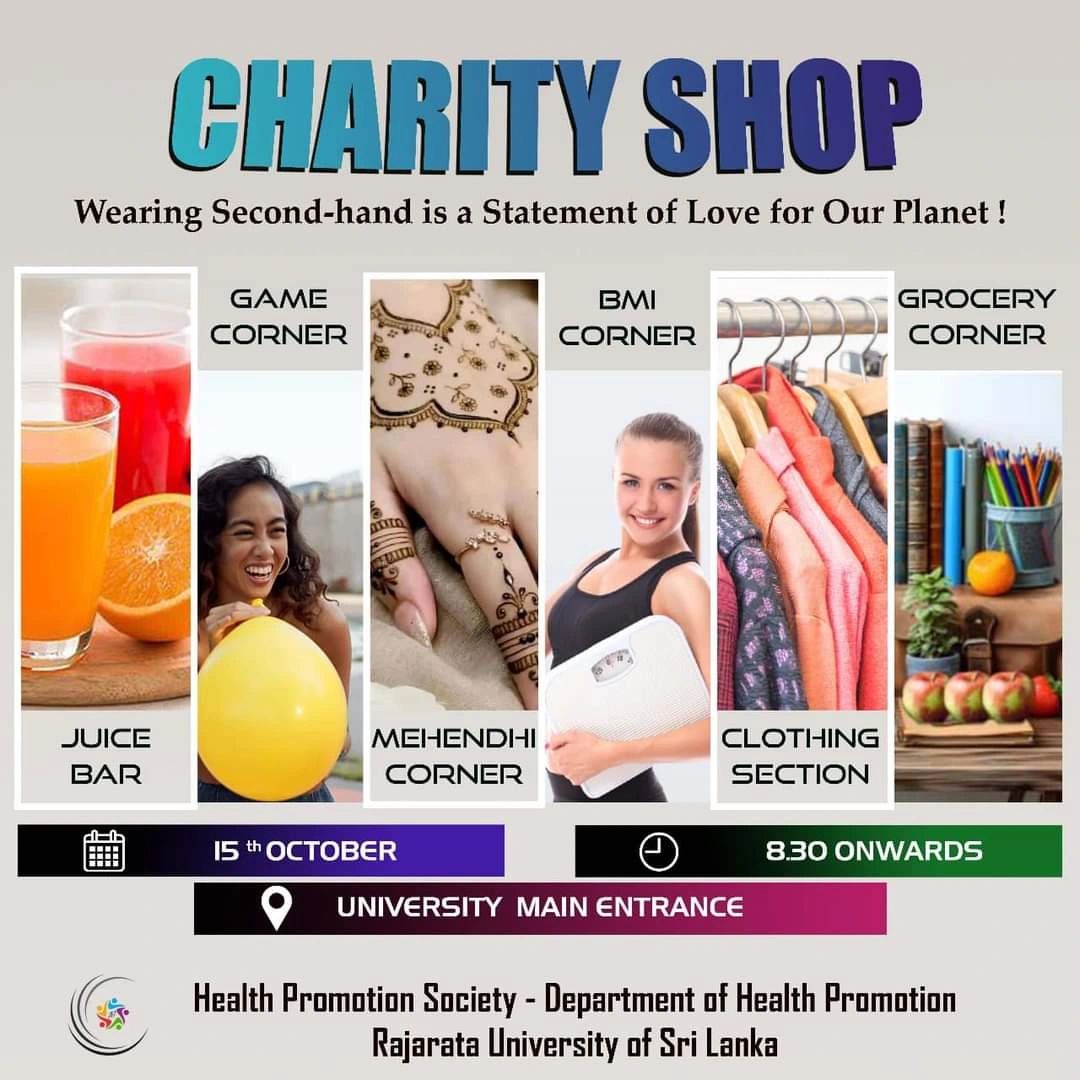 CHARITY SHOP
Wearing Second-hand is a Statement of Love for Our Planet !
JUICE
BAR
GAME
CORNER
MEHENDHI
CORNER
BMI
CORNER
CLOTHING
SECTION
GROCERY
CORNER
15 th OCTOBER
8.30 ONWARDS
UNIVERSITY MAIN ENTRANCE
Health Promotion Society - Department of Health Promotion
Rajarata University of Sri Lanka